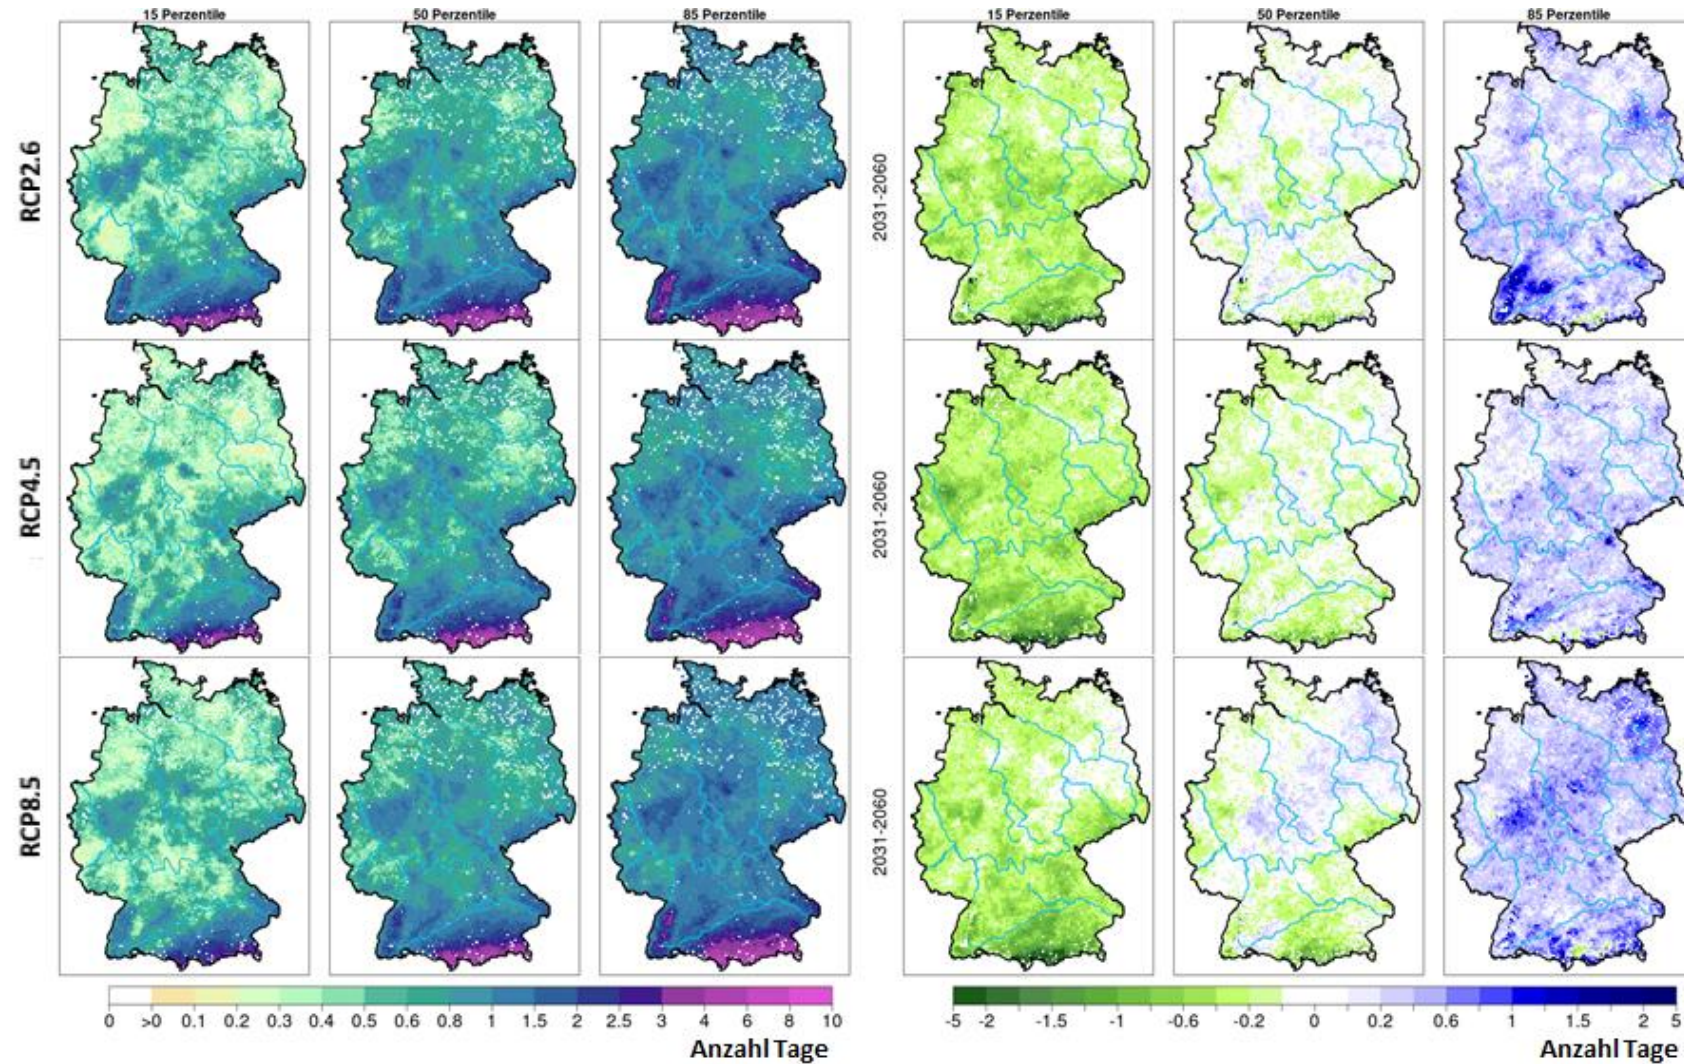 15 Perzentile 50 Perzentile 85 Perzentile 15 Perzentile 50 Perzentile 85 Perzentile
RCP2.6 2031-2060
RCP4.5 2031-2060
RCP8.5 2031-2060
0 >0 0.1 0.2 0.3 0.4 0.5 0.6 0.8 1 1.5 2 2.5 3 4 6 8 10
-5 -2 -1.5 -1 -0.6 -0.2 0 0.2 0.6 1 1.5 2 5
Anzahl Tage Anzahl Tage